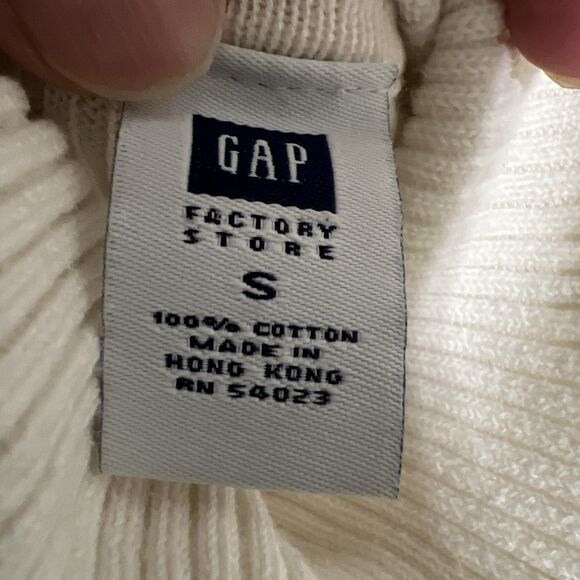 GAP
FACTORY
STORE
S
100% COTTON
MADE IN
HONG KONG
RN 54023